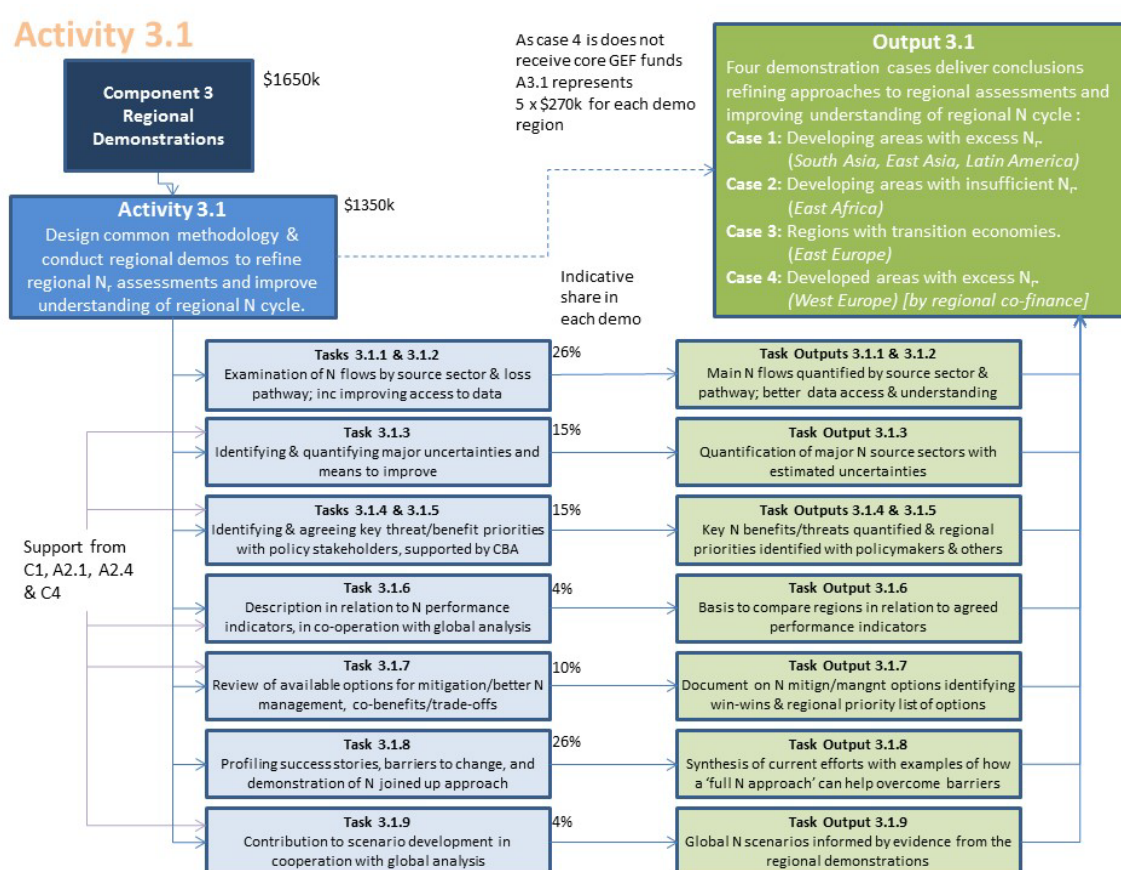 Activity 3.1
Component 3
Regional
Demonstrations
$1650k
As case 4 is does not
receive core GEF funds
A3.1 represents
5 x $270k for each demo
region
Output 3.1
Four demonstration cases deliver conclusions
refining approaches to regional assessments and
improving understanding of regional N cycle :
Case 1: Developing areas with excess Nr.
(South Asia, East Asia, Latin America)
Case 2: Developing areas with insufficient Nr.
(East Africa)
Case 3: Regions with transition economies.
(East Europe)
Case 4: Developed areas with excess Nr.
(West Europe) [by regional co-finance]
Activity 3.1
Design common methodology &
conduct regional demos to refine
regional Nr assessments and improve
understanding of regional N cycle.
$1350k
Indicative
share in
each demo
Support from
C1, A2.1, A2.4
& C4
Tasks 3.1.1 & 3.1.2
Examination of N flows by source sector & loss
pathway; inc improving access to data
26%
Task Outputs 3.1.1 & 3.1.2
Main N flows quantified by source sector &
pathway; better data access & understanding
Task 3.1.3
Identifying & quantifying major uncertainties and
means to improve
15%
Task Output 3.1.3
Quantification of major N source sectors with
estimated uncertainties
Tasks 3.1.4 & 3.1.5
Identifying & agreeing key threat/benefit priorities
with policy stakeholders, supported by CBA
15%
Task Outputs 3.1.4 & 3.1.5
Key N benefits/threats quantified & regional
priorities identified with policymakers & others
Task 3.1.6
Description in relation to N performance
indicators, in co-operation with global analysis
4%
Task Output 3.1.6
Basis to compare regions in relation to agreed
performance indicators
Task 3.1.7
Review of available options for mitigation/better N
management, co-benefits/trade-offs
10%
Task Output 3.1.7
Document on N mitign/mangnt options identifying
win-wins & regional priority list of options
Task 3.1.8
Profiling success stories, barriers to change, and
demonstration of N joined up approach
26%
Task Output 3.1.8
Synthesis of current efforts with examples of how
a 'full N approach' can help overcome barriers
Task 3.1.9
Contribution to scenario development in
cooperation with global analysis
4%
Task Output 3.1.9
Global N scenarios informed by evidence from the
regional demonstrations